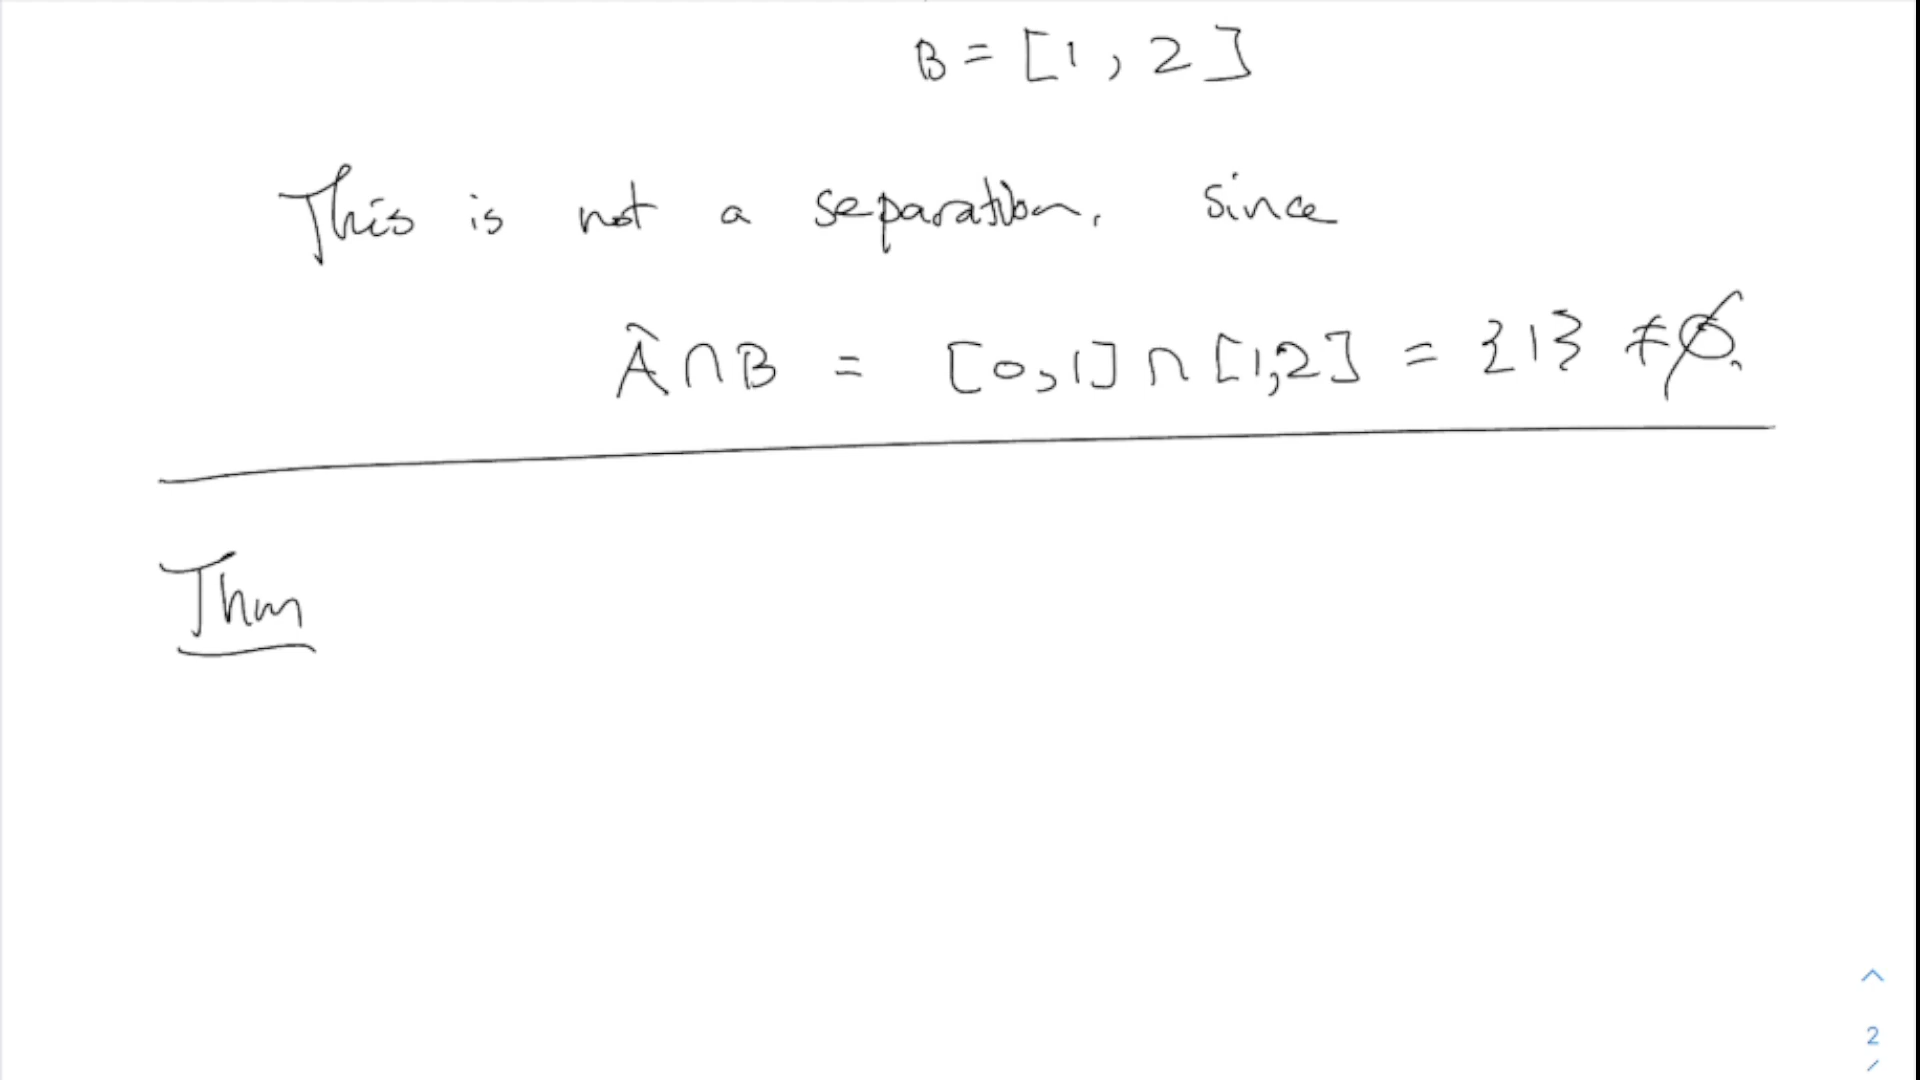 B = [1, 2]
This is not a separation, since
Ā ∩ B = [0,1] ∩ [1,2] = {1} ≠ ∅.
Thm
2